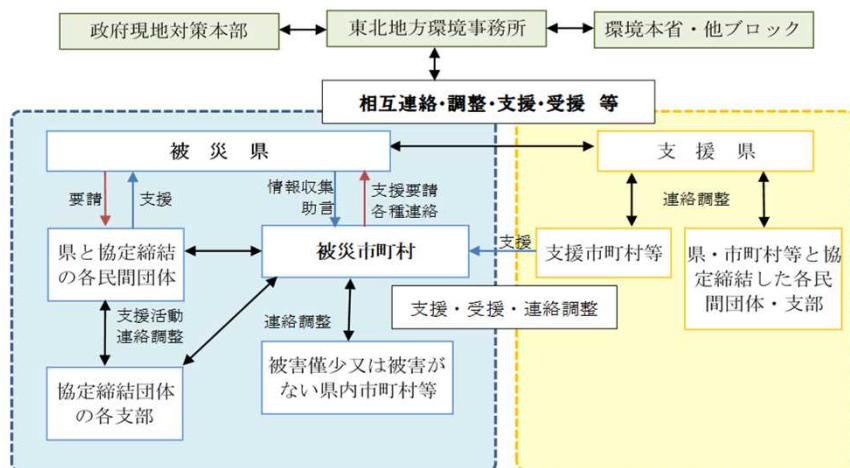 政府現地対策本部
東北地方環境事務所
環境本省・他ブロック
相互連絡・調整・支援・受援 等
被 災 県
支 援 県
要請
支援
情報収集
助言
支援要請
各種連絡
連絡調整
県と協定締結
の各民間団体
被災市町村
支援
支援市町村等
県・市町村等と協
定締結した各民
間団体・支部
支援活動
連絡調整
連絡調整
支援・受援・連絡調整
協定締結団体
の各支部
被害僅少又は被害が
ない県内市町村等